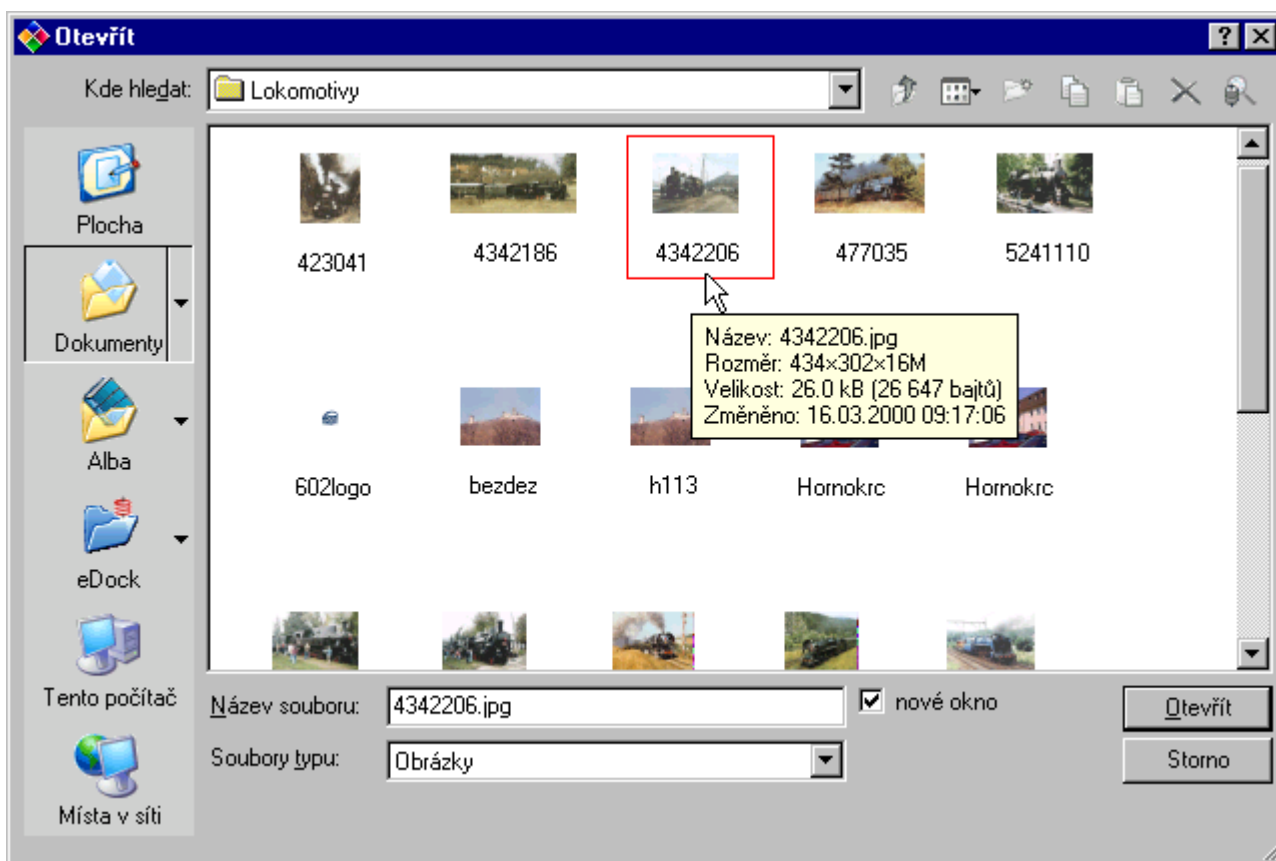 Otevřít
Kde hledat:
Lokomotivy
Plocha
Dokumenty
Alba
eDock
Tento počítač
Místa v síti
423041
4342186
4342206
477035
5241110
Název: 4342206.jpg
Rozměr: 434×302×16M
Velikost: 26.0 kB (26 647 bajtů)
Změněno: 16.03.2000 09:17:06
602logo
bezdez
h113
Hornokrc
Hornokrc
Název souboru:
4342206.jpg
nové okno
Otevřít
Soubory typu:
Obrázky
Storno